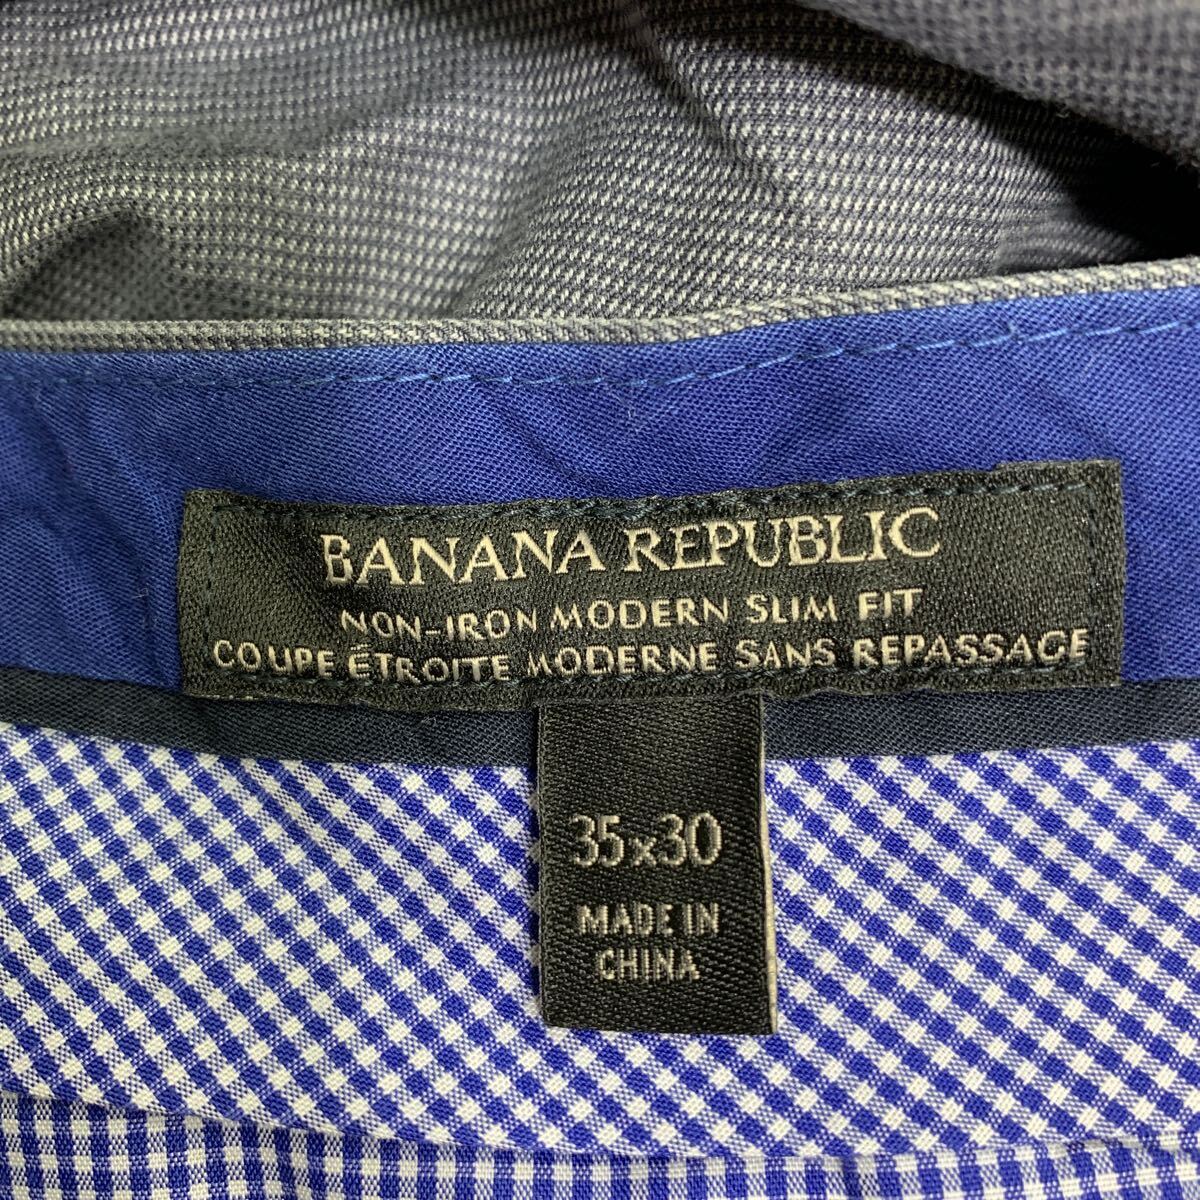 BANANA REPUBLIC
NON-IRON MODERN SLIM FIT
COUPE ÉTROITE MODERNE SANS REPASSAGE
35x30
MADE IN
CHINA